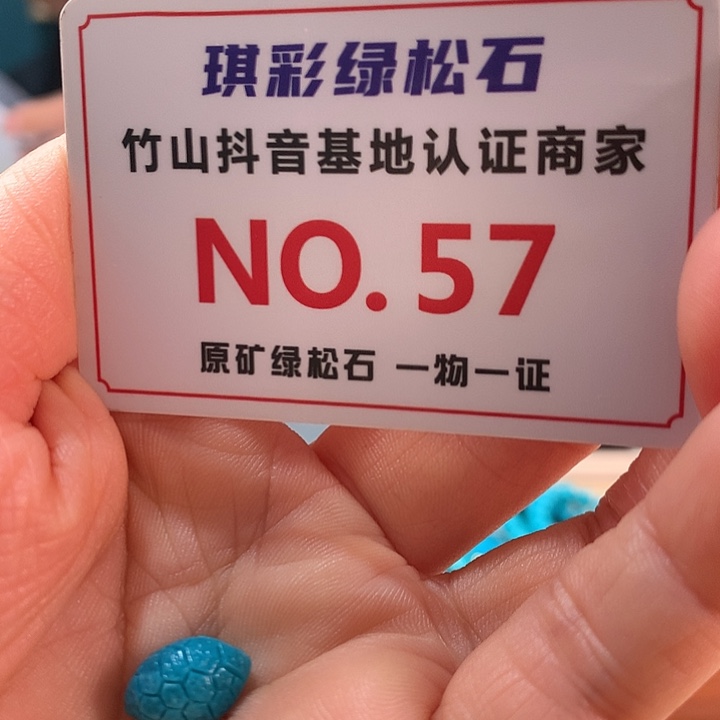 琪彩绿松石
竹山抖音基地认证商家
NO.57
原矿绿松石 一物一证